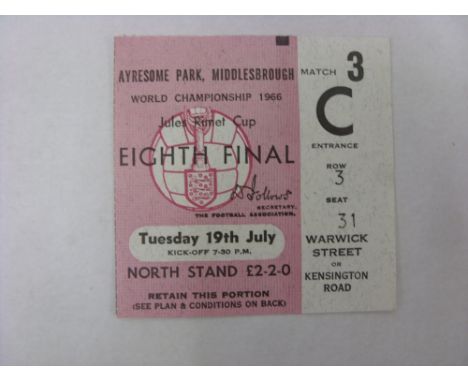 AYRESOME PARK, MIDDLESBROUGH
WORLD CHAMPIONSHIP 1966
Jules Rimet Cup
EIGHTH FINAL
D Follows
SECRETARY.
THE FOOTBALL ASSOCIATION.
Tuesday 19th July
KICK-OFF 7-30 P.M.
NORTH STAND £2-2-0
RETAIN THIS PORTION
(SEE PLAN & CONDITIONS ON BACK)
MATCH 3
C
ENTRANCE
ROW
3
SEAT
31
WARWICK
STREET
OR
KENSINGTON
ROAD